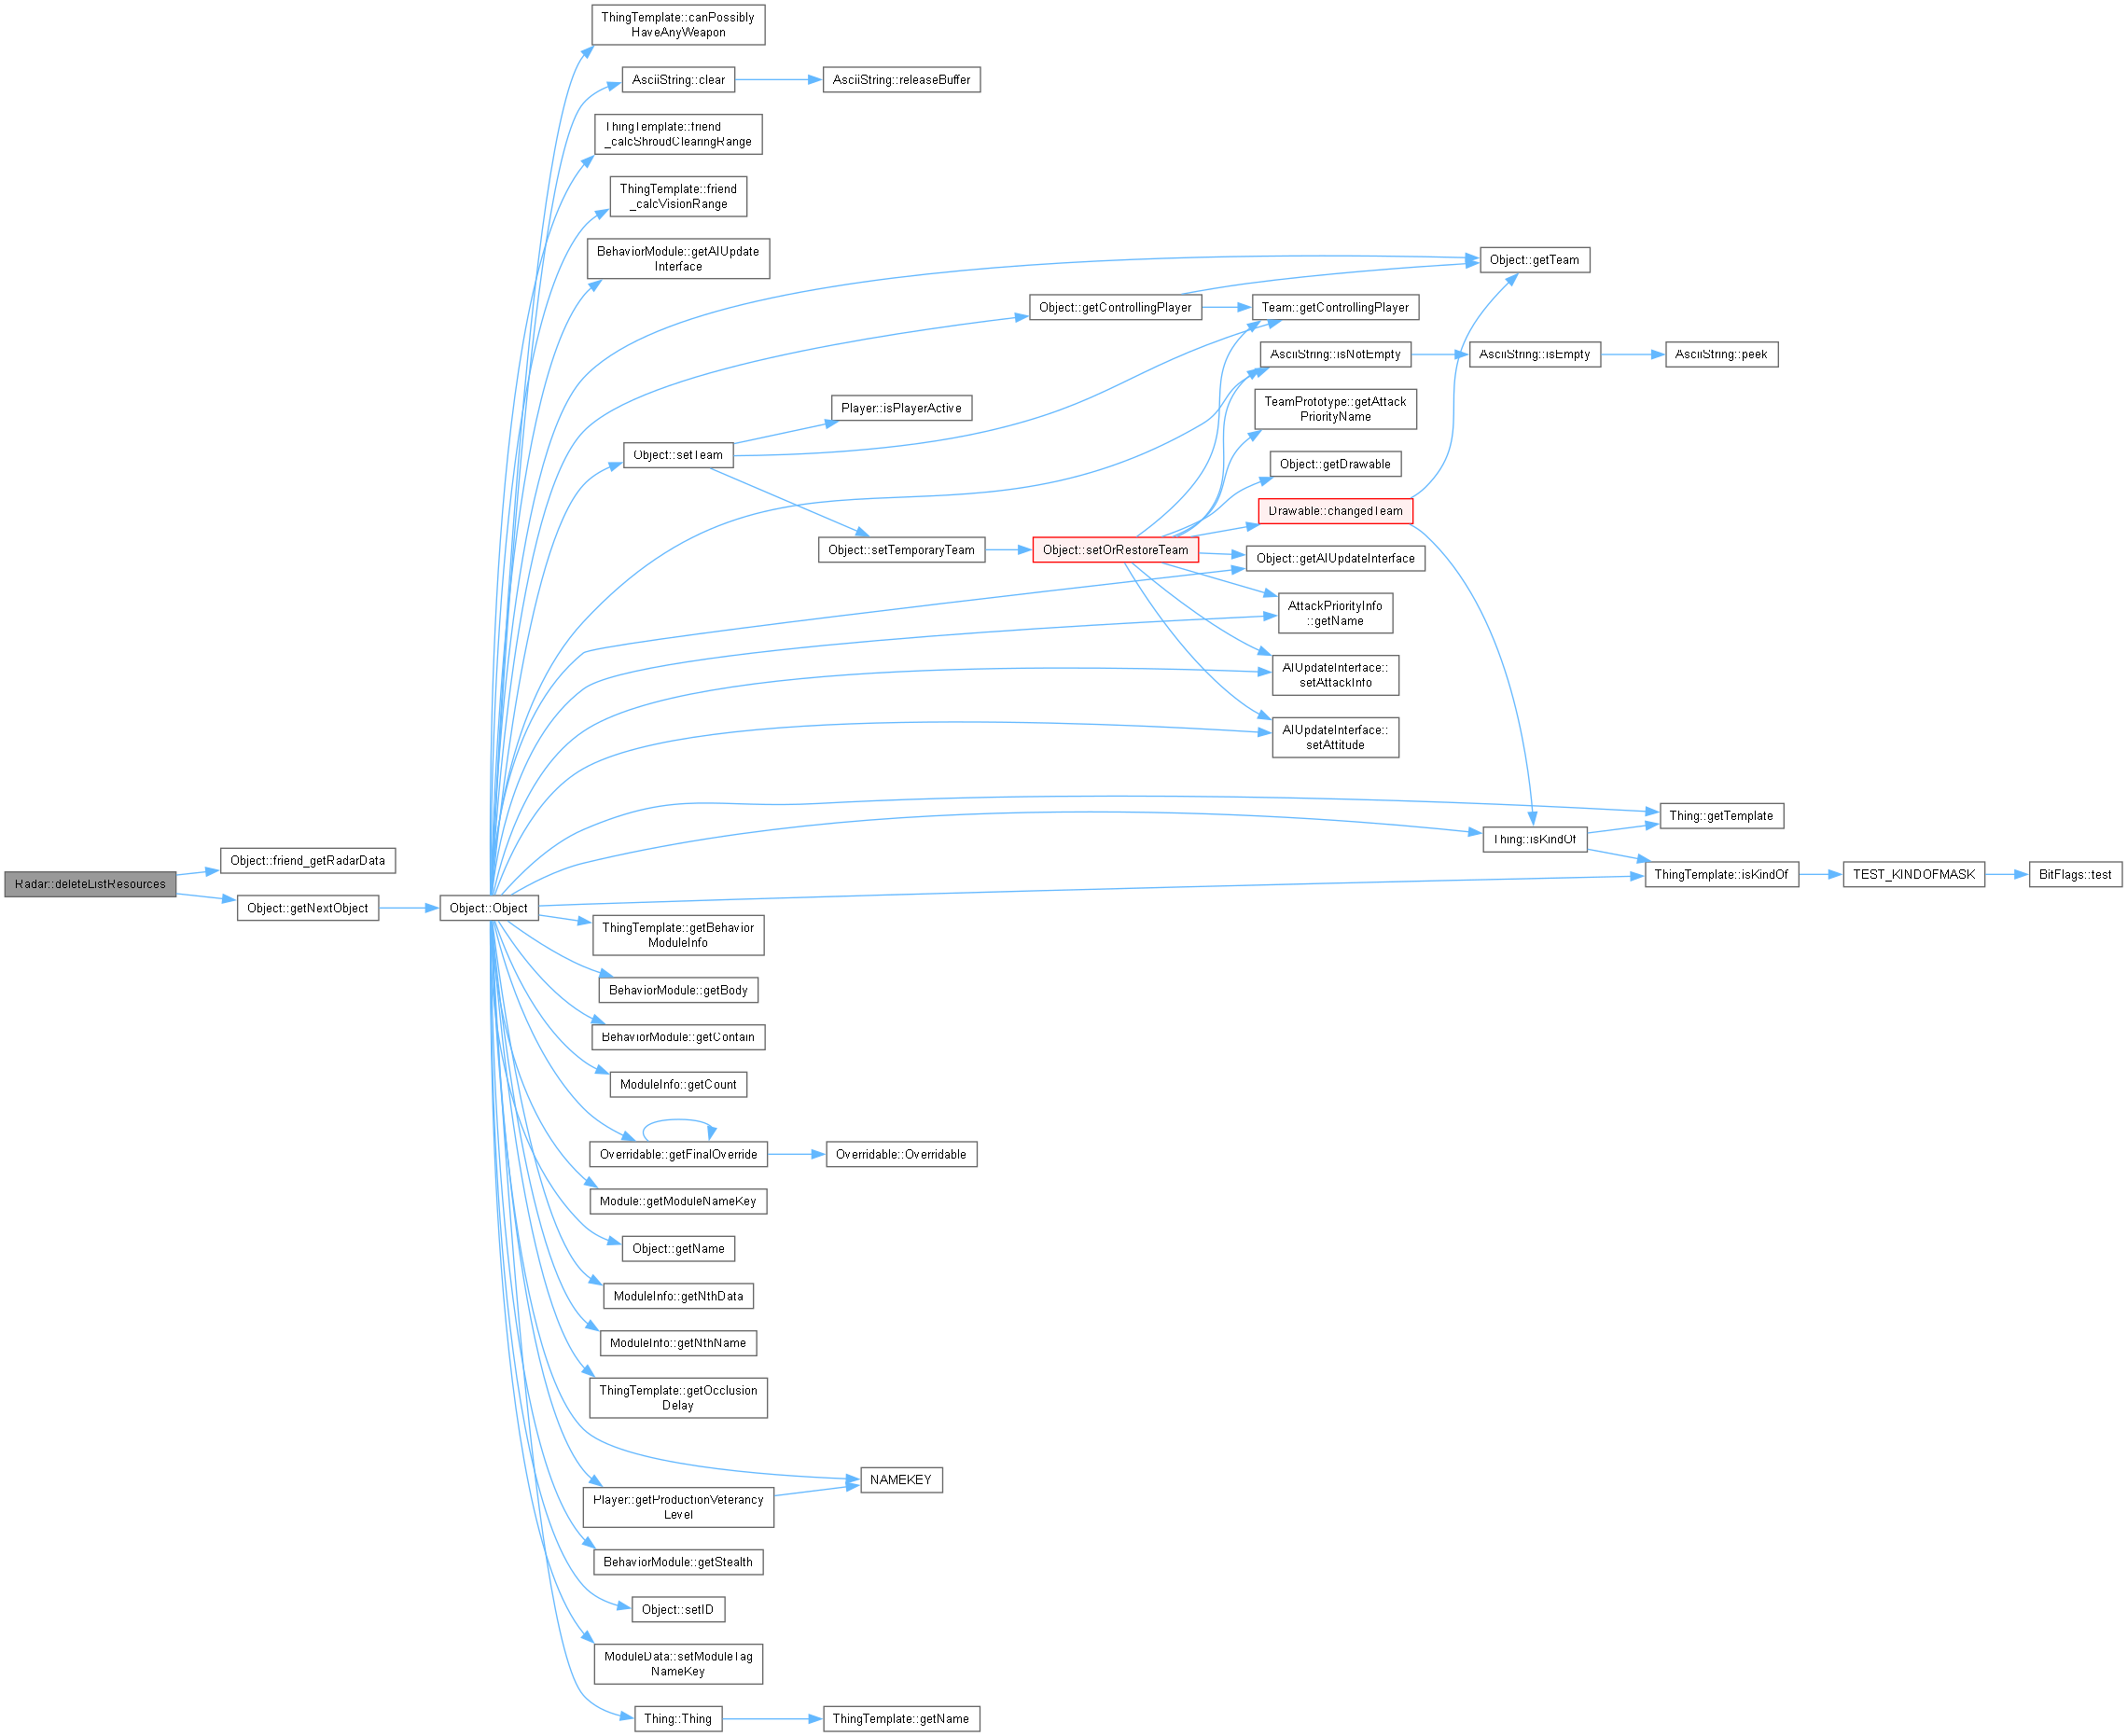 ThingTemplate::canPossibly
HaveAnyWeapon
AsciiString::clear
AsciiString::releaseBuffer
ThingTemplate::friend
_calcShroudClearingRange
ThingTemplate::friend
_calcVisionRange
BehaviorModule::getAIUpdate
Interface
Object::getTeam
Object::getControllingPlayer
Team::getControllingPlayer
AsciiString::isNotEmpty
AsciiString::isEmpty
AsciiString::peek
Player::isPlayerActive
TeamPrototype::getAttack
PriorityName
Object::setTeam
Object::getDrawable
Drawable::changedTeam
Object::setTemporaryTeam
Object::setOrRestoreTeam
Object::getAIUpdateInterface
AttackPriorityInfo
::getName
AIUpdateInterface::
setAttackInfo
AIUpdateInterface::
setAttitude
Thing::getTemplate
Thing::isKindOf
Object::friend_getRadarData
Radar::deleteListResources
ThingTemplate::isKindOf
TEST_KINDOFMASK
BitFlags::test
Object::getNextObject
Object::Object
ThingTemplate::getBehavior
ModuleInfo
BehaviorModule::getBody
BehaviorModule::getContain
ModuleInfo::getCount
Overridable::getFinalOverride
Overridable::Overridable
Module::getModuleNameKey
Object::getName
ModuleInfo::getNthData
ModuleInfo::getNthName
ThingTemplate::getOcclusion
Delay
NAMEKEY
Player::getProductionVeterancy
Level
BehaviorModule::getStealth
Object::setID
ModuleData::setModuleTag
NameKey
Thing::Thing
ThingTemplate::getName